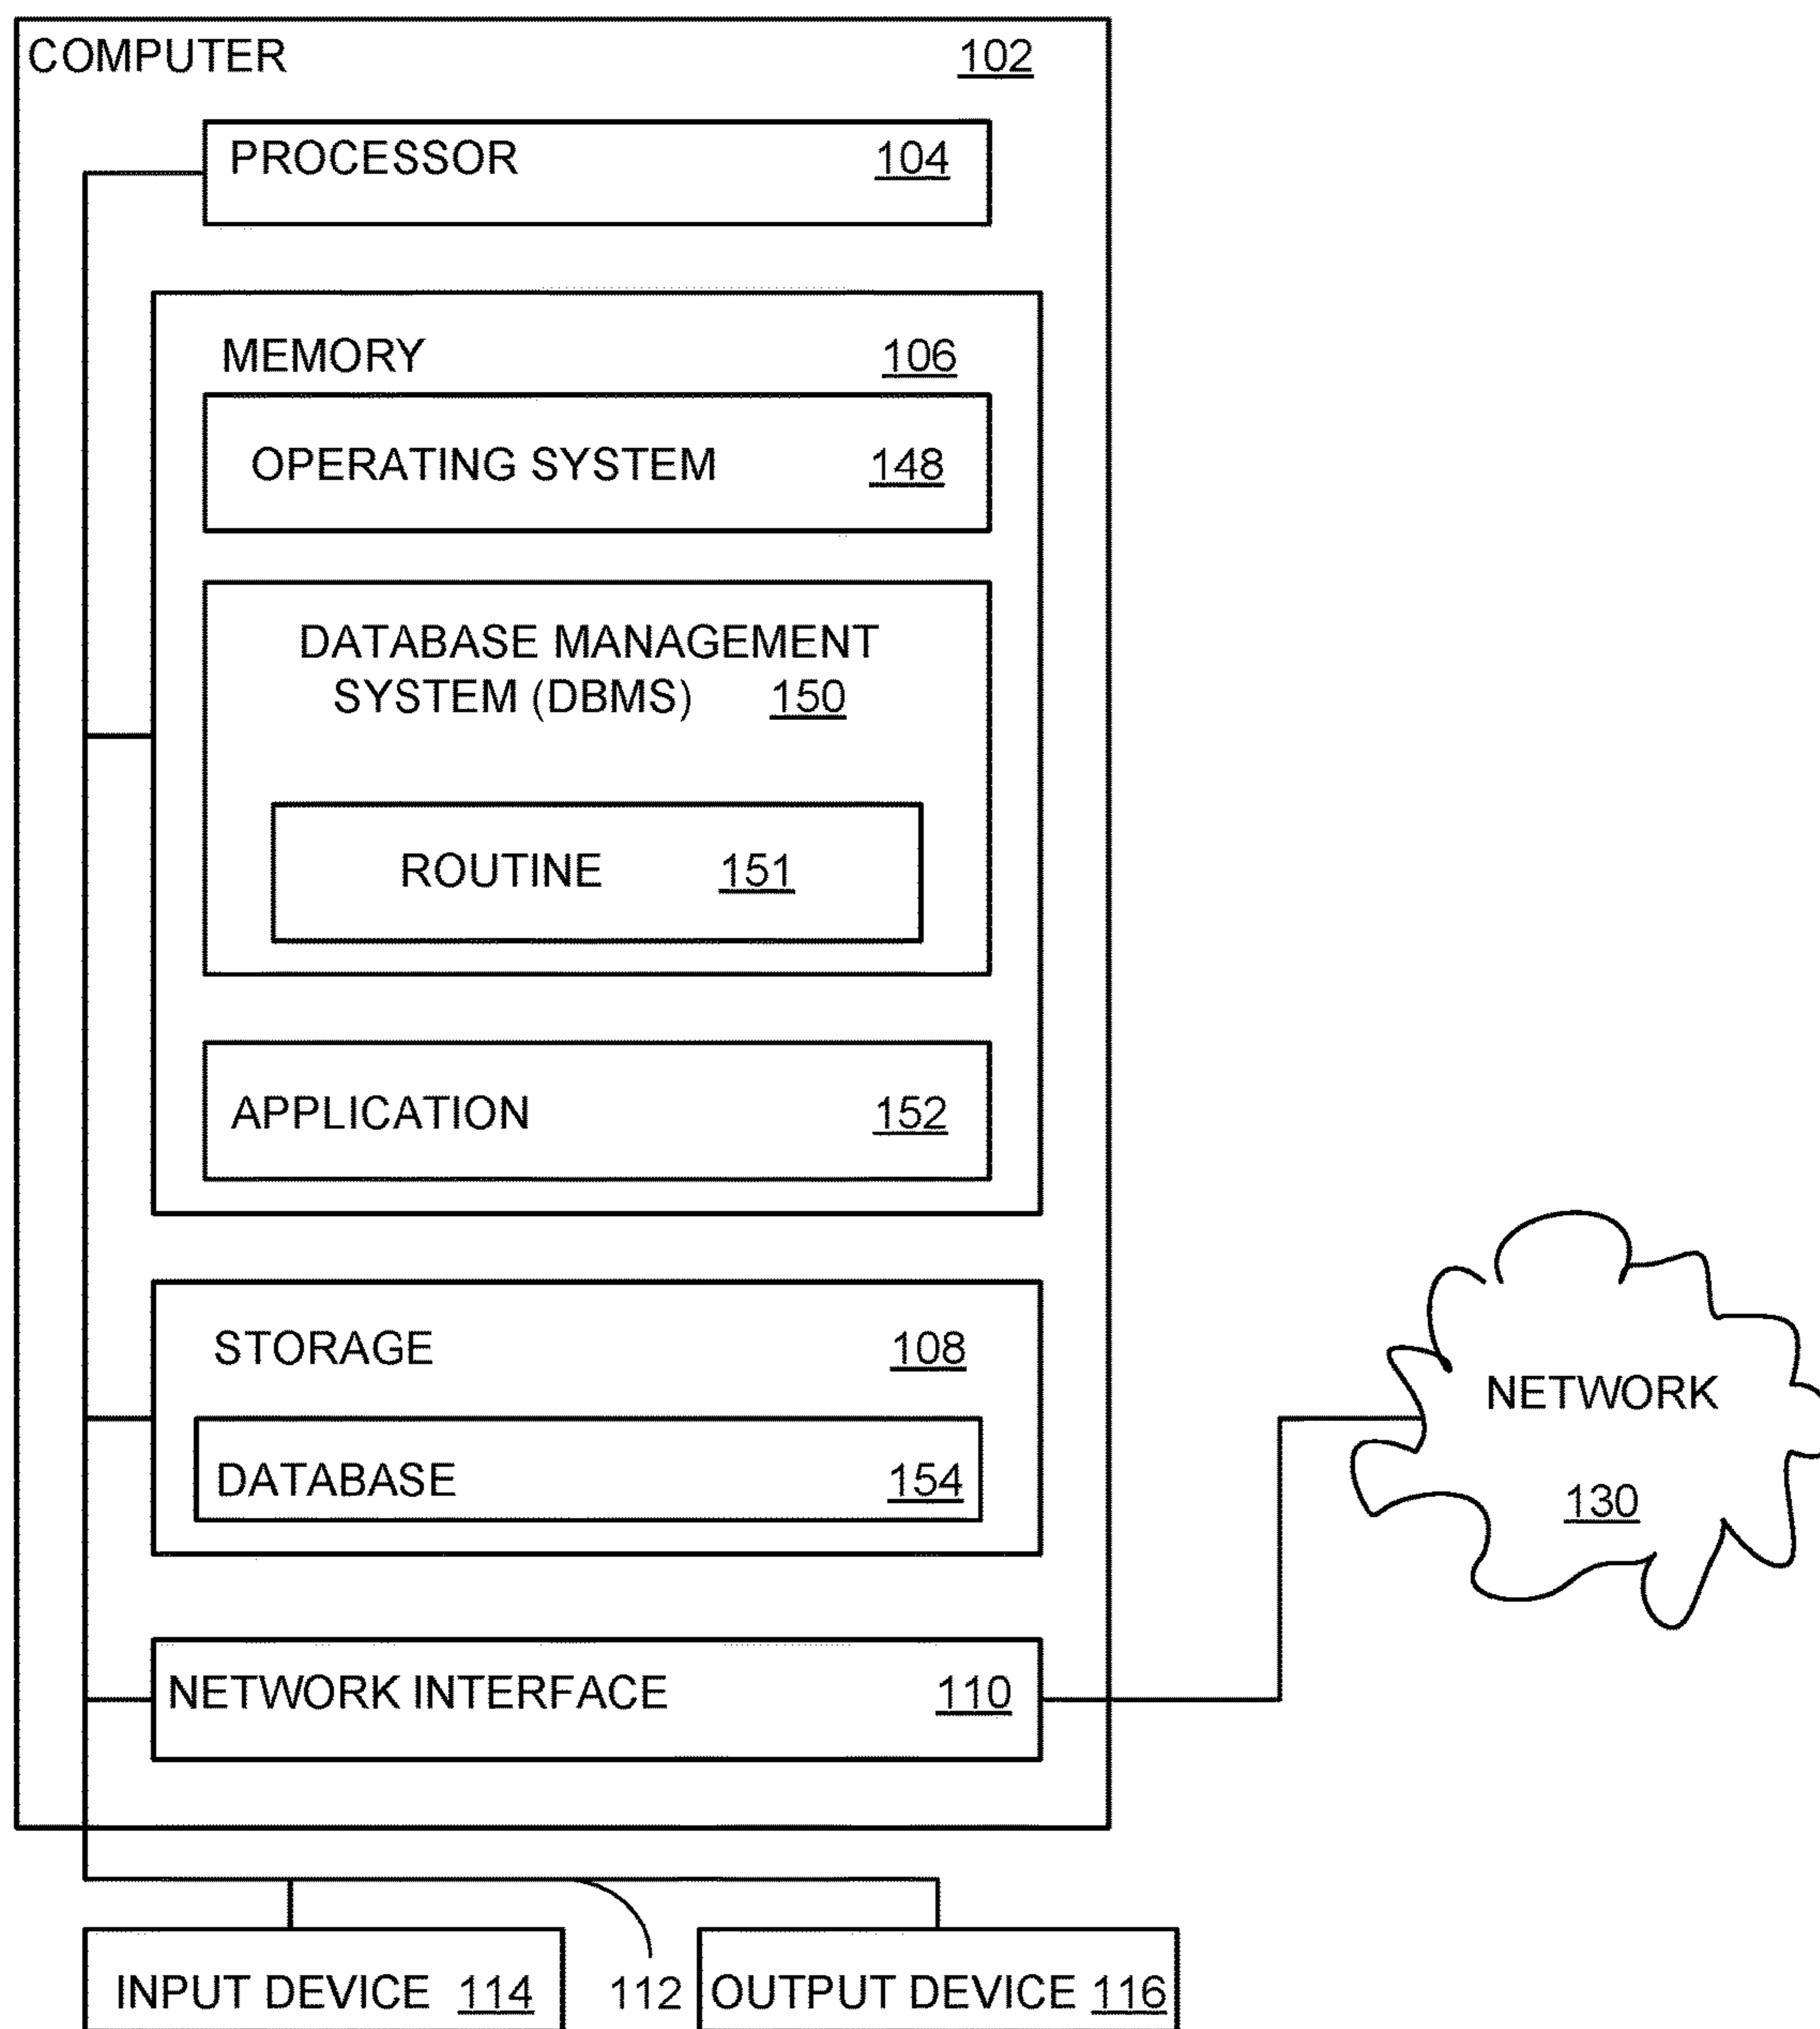 COMPUTER 102
PROCESSOR 104
MEMORY 106
OPERATING SYSTEM 148
DATABASE MANAGEMENT
SYSTEM (DBMS) 150
ROUTINE 151
APPLICATION 152
STORAGE 108
DATABASE 154
NETWORK
130
NETWORK INTERFACE 110
INPUT DEVICE 114
112
OUTPUT DEVICE 116